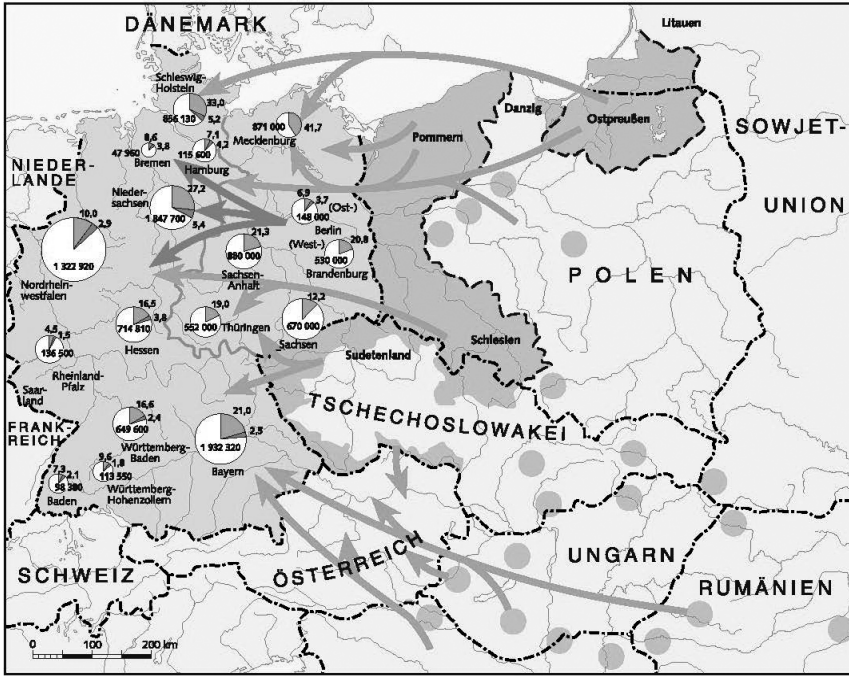 DÄNEMARK
Litauen
Schleswig-
Holstein
33,0
856 130
5,2
871 000
41,7
Mecklenburg
Danzig
Ostpreußen
Pommern
SOWJET-
UNION
8,6
47 960
3,8
Bremen
7,1
4,2
115 600
Hamburg
NIEDER-
LANDE
Nieder-
sachsen
27,2
1 847 700
5,4
6,9
3,7
(Ost-)
148 000
Berlin
(West-)
20,8
530 000
Brandenburg
10,0
2,9
1 322 920
Nordrhein-
westfalen
21,3
880 000
Sachsen-
Anhalt
POLEN
16,5
714 810
3,8
Hessen
19,0
552 000
Thüringen
12,2
670 000
Sachsen
Schlesien
Sudetenland
4,5
1,5
136 500
Rheinland-
Pfalz
Saar-
land
TSCHECHOSLOWAKEI
FRANK-
REICH
16,6
2,4
649 600
Württemberg-
Baden
21,0
2,5
1 932 320
Bayern
7,3
2,1
98 380
Baden
9,6
1,8
113 550
Württemberg-
Hohenzollern
SCHWEIZ
ÖSTERREICH
UNGARN
RUMÄNIEN
0 100 200 km